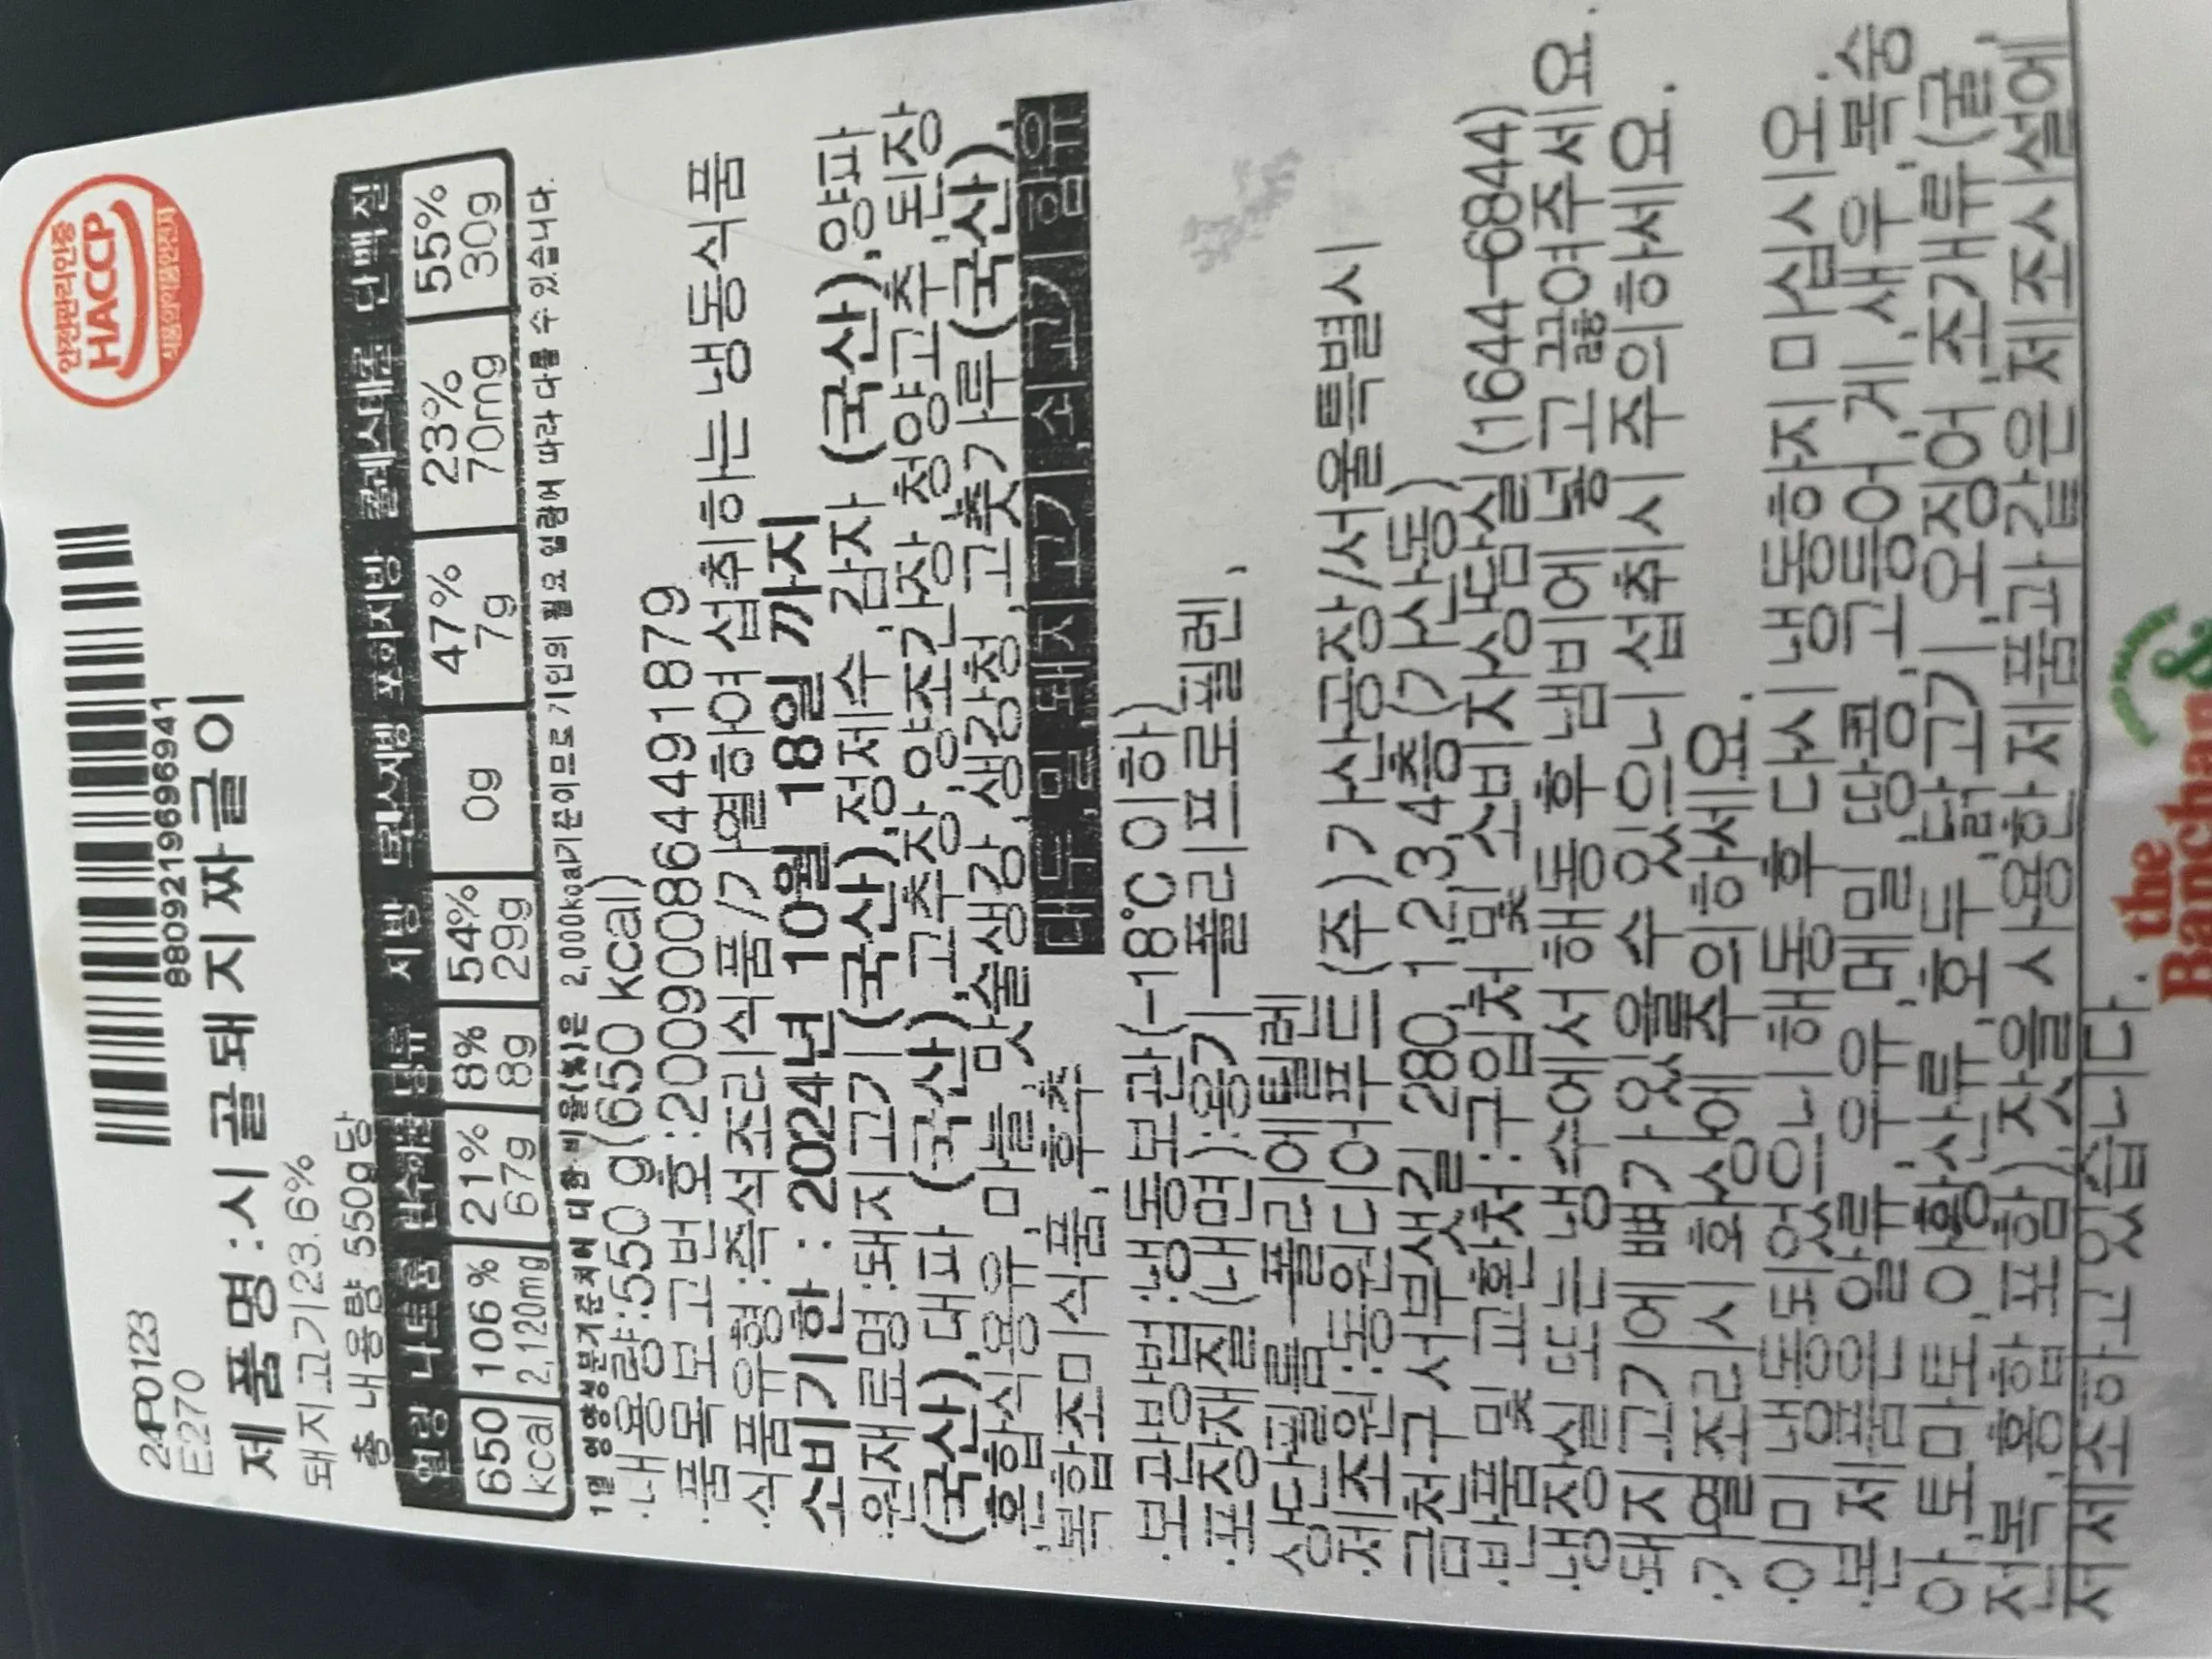 안전관리인증
HACCP
식품의약품안전처
8809219696941
24P0123
E270
제품명:시골돼지짜글이
돼지고기23.6%
총 내용량 550g당
열량 나트륨 탄수화물 당류 지방 트랜스지방 포화지방 콜레스테롤 단백질
650 106% 21% 8% 54% 47% 23% 55%
kcal 2,120mg 67g 8g 29g 0g 7g 70mg 30g
1일 영양성분기준치에 대한 비율(%)은 2,000kcal기준이므로 개인의 필요 열량에 따라 다를 수 있습니다.
·내용량:550 g(650 kcal)
·품목보고번호:200900864491879
·식품유형:즉석조리식품/가열하여 섭취하는 냉동식품
소비기한 : 2024년 10월 18일 까지
·원재료명:돼지고기(국산),정제수,감자 (국산),양파
(국산),대파 (국산),고추장,양조간장,청양고추,된장
,혼합식용유,마늘,맛술생강,생강청,고춧가루(국산),
복합조미식품,후추
대두,밀,돼지고기,쇠고기 함유
·보관방법:냉동보관(-18℃이하)
·포장재질(내면):용기-폴리프로필렌,
상단필름-폴리에틸렌
·제조원:동원디어푸드(주)가산공장/서울특별시
금천구 서부샛길 280, 1,2,3,4층(가산동)
·반품 및 교환처:구입처 및 소비자상담실(1644-6844)
·냉장실 또는 냉수에서 해동 후 냄비에 넣고 끓여주세요.
·돼지고기에 뼈가 있을 수 있으니 섭취시 주의하세요.
·가열조리시 화상에 주의하세요.
·이미 냉동되었으니 해동 후 다시 냉동하지 마십시오.
·본 제품은 알류,우유,메밀,땅콩,고등어,게,새우,복숭
아,토마토,아황산류,호두,닭고기,오징어,조개류(굴,
전복,홍합 포함),잣을 사용한 제품과 같은 제조시설에
서 제조하고 있습니다.
the
Banchan&